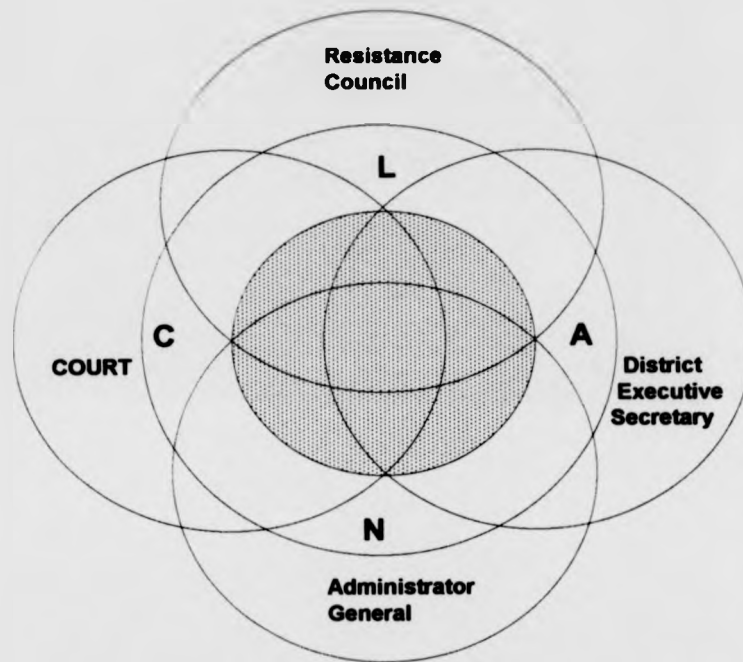 Resistance
Council
L
C
A
COURT
District
Executive
Secretary
N
Administrator
General